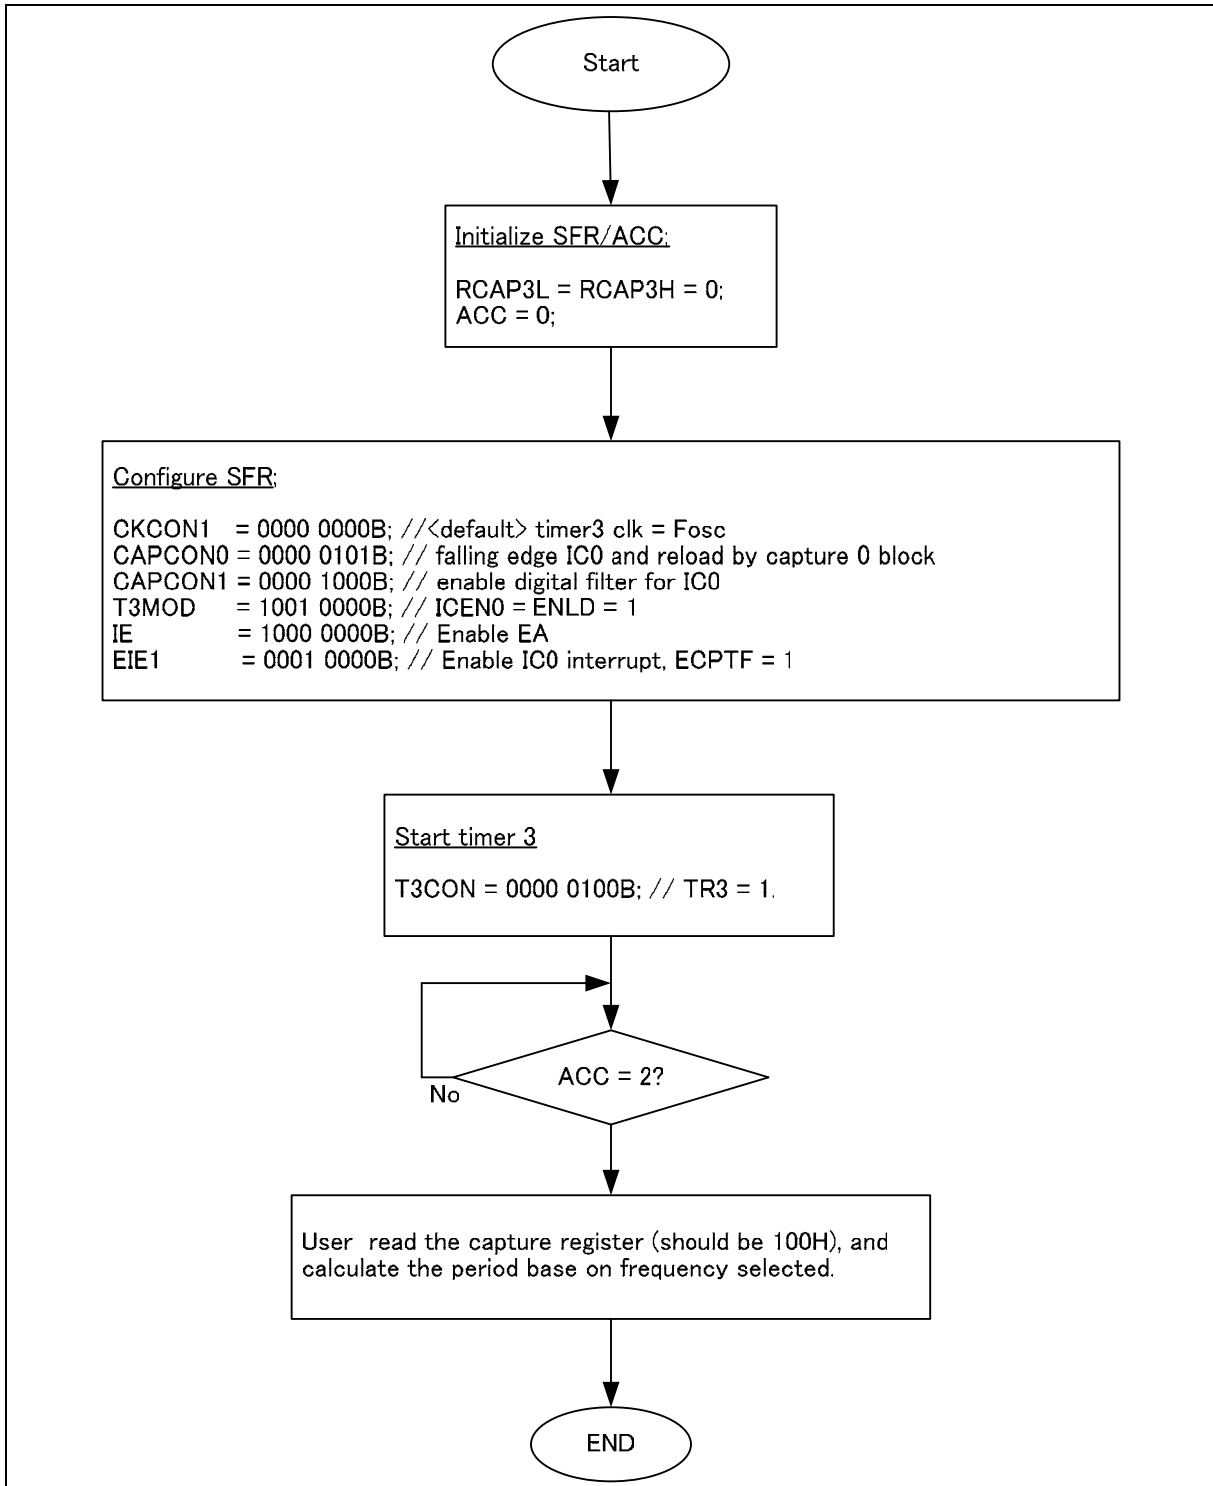 Start
Initialize SFR/ACC;
RCAP3L = RCAP3H = 0;
ACC = 0;
Configure SFR;
CKCON1 = 0000 0000B; //<default> timer3 clk = Fosc
CAPCON0 = 0000 0101B; // falling edge IC0 and reload by capture 0 block
CAPCON1 = 0000 1000B; // enable digital filter for IC0
T3MOD = 1001 0000B; // ICEN0 = ENLD = 1
IE = 1000 0000B; // Enable EA
EIE1 = 0001 0000B; // Enable IC0 interrupt, ECPTF = 1
Start timer 3
T3CON = 0000 0100B; // TR3 = 1.
ACC = 2?
No
User read the capture register (should be 100H), and
calculate the period base on frequency selected.
END